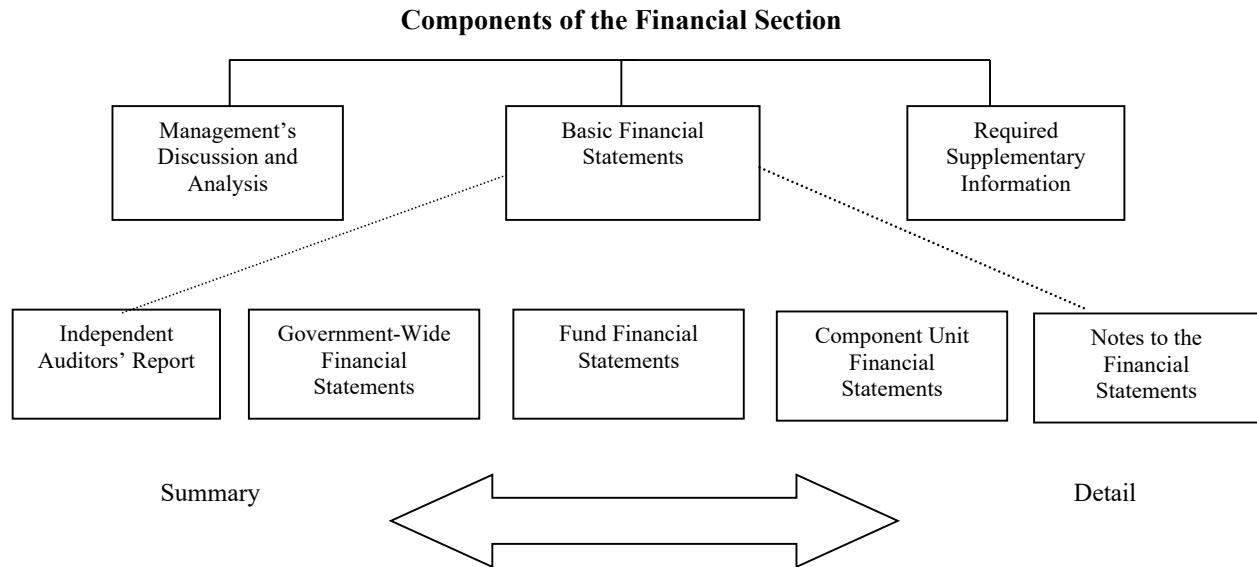 Components of the Financial Section
Management’s
Discussion and
Analysis
Basic Financial
Statements
Required
Supplementary
Information
Independent
Auditors’ Report
Government-Wide
Financial
Statements
Fund Financial
Statements
Component Unit
Financial
Statements
Notes to the
Financial
Statements
Summary
Detail